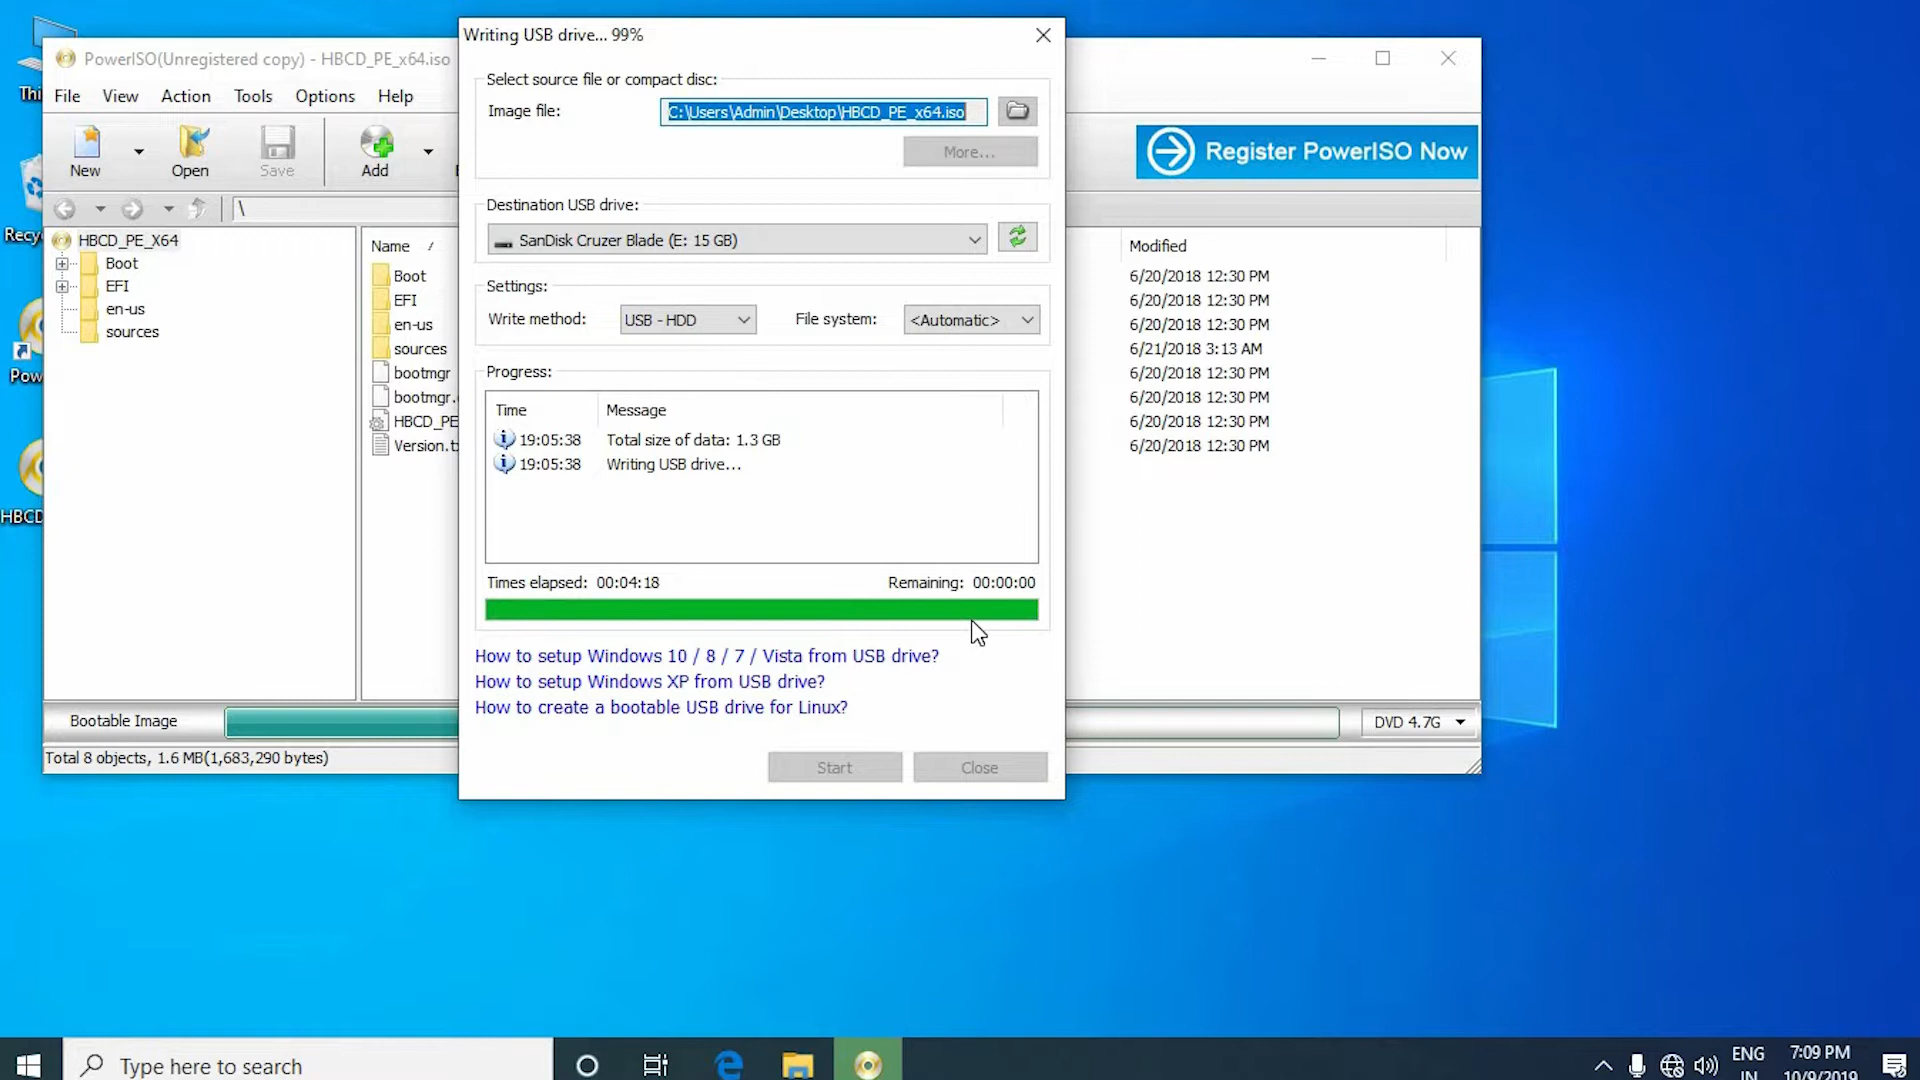 Writing USB drive... 99%
PowerISO(Unregistered copy) - HBCD_PE_x64.iso
File View Action Tools Options Help
New Open Save Add
Register PowerISO Now
\
HBCD_PE_X64
Boot
EFI
en-us
sources
Name
Boot
EFI
en-us
sources
bootmgr
bootmgr.
HBCD_PE
Version.t
Modified
6/20/2018 12:30 PM
6/20/2018 12:30 PM
6/20/2018 12:30 PM
6/21/2018 3:13 AM
6/20/2018 12:30 PM
6/20/2018 12:30 PM
6/20/2018 12:30 PM
6/20/2018 12:30 PM
Select source file or compact disc:
Image file: C:\Users\Admin\Desktop\HBCD_PE_x64.iso
More...
Destination USB drive:
SanDisk Cruzer Blade (E: 15 GB)
Settings:
Write method: USB - HDD File system: <Automatic>
Progress:
Time Message
19:05:38 Total size of data: 1.3 GB
19:05:38 Writing USB drive...
Times elapsed: 00:04:18 Remaining: 00:00:00
How to setup Windows 10 / 8 / 7 / Vista from USB drive?
How to setup Windows XP from USB drive?
How to create a bootable USB drive for Linux?
Start Close
Bootable Image
DVD 4.7G
Total 8 objects, 1.6 MB(1,683,290 bytes)
Thi
Recy
Pow
HBCD
Type here to search
ENG
IN
7:09 PM
10/9/2019